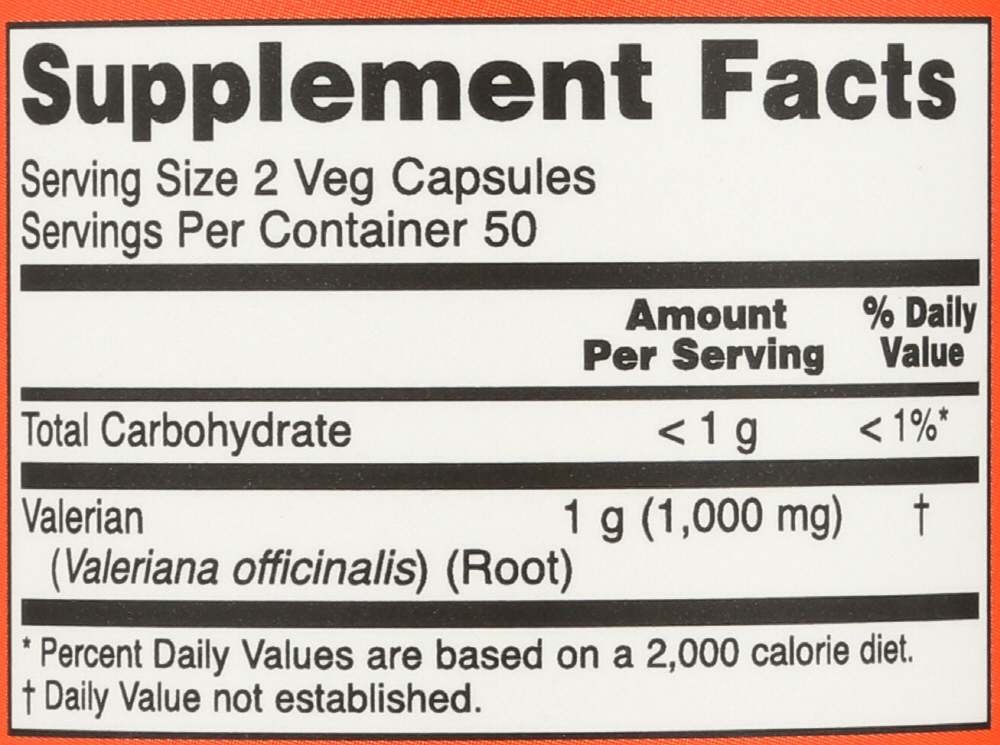 Supplement Facts
Serving Size 2 Veg Capsules
Servings Per Container 50
Amount % Daily
Per Serving Value
Total Carbohydrate < 1 g < 1%*
Valerian 1 g (1,000 mg) †
(Valeriana officinalis) (Root)
* Percent Daily Values are based on a 2,000 calorie diet.
† Daily Value not established.